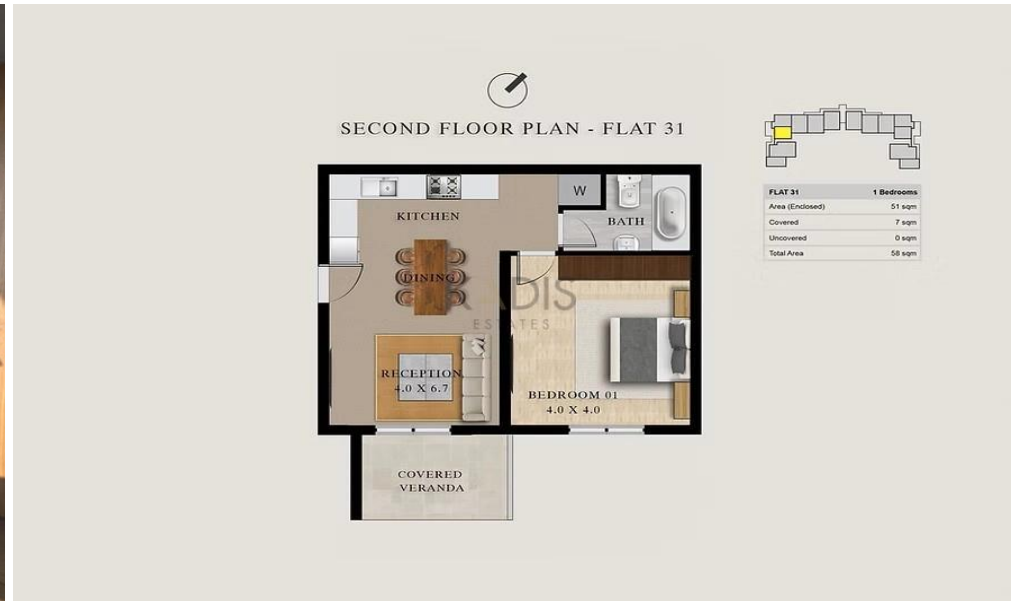 SECOND FLOOR PLAN - FLAT 31
FLAT 31 1 Bedrooms
Area (Enclosed) 51 sqm
Covered 7 sqm
Uncovered 0 sqm
Total Area 58 sqm
W
KITCHEN
BATH
DINING
KADIS
ESTATES
RECEPTION
4.0 X 6.7
BEDROOM 01
4.0 X 4.0
COVERED
VERANDA